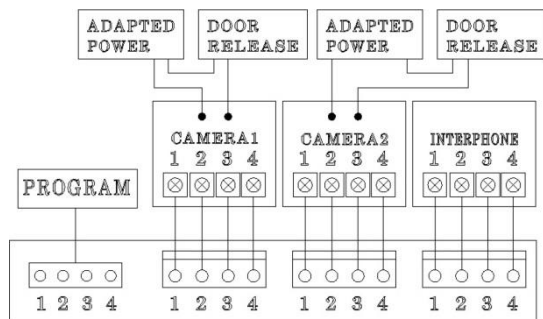 ADAPTED POWER
DOOR RELEASE
ADAPTED POWER
DOOR RELEASE
CAMERA1
1 2 3 4
CAMERA2
1 2 3 4
INTERPHONE
1 2 3 4
PROGRAM
1 2 3 4
1 2 3 4
1 2 3 4
1 2 3 4